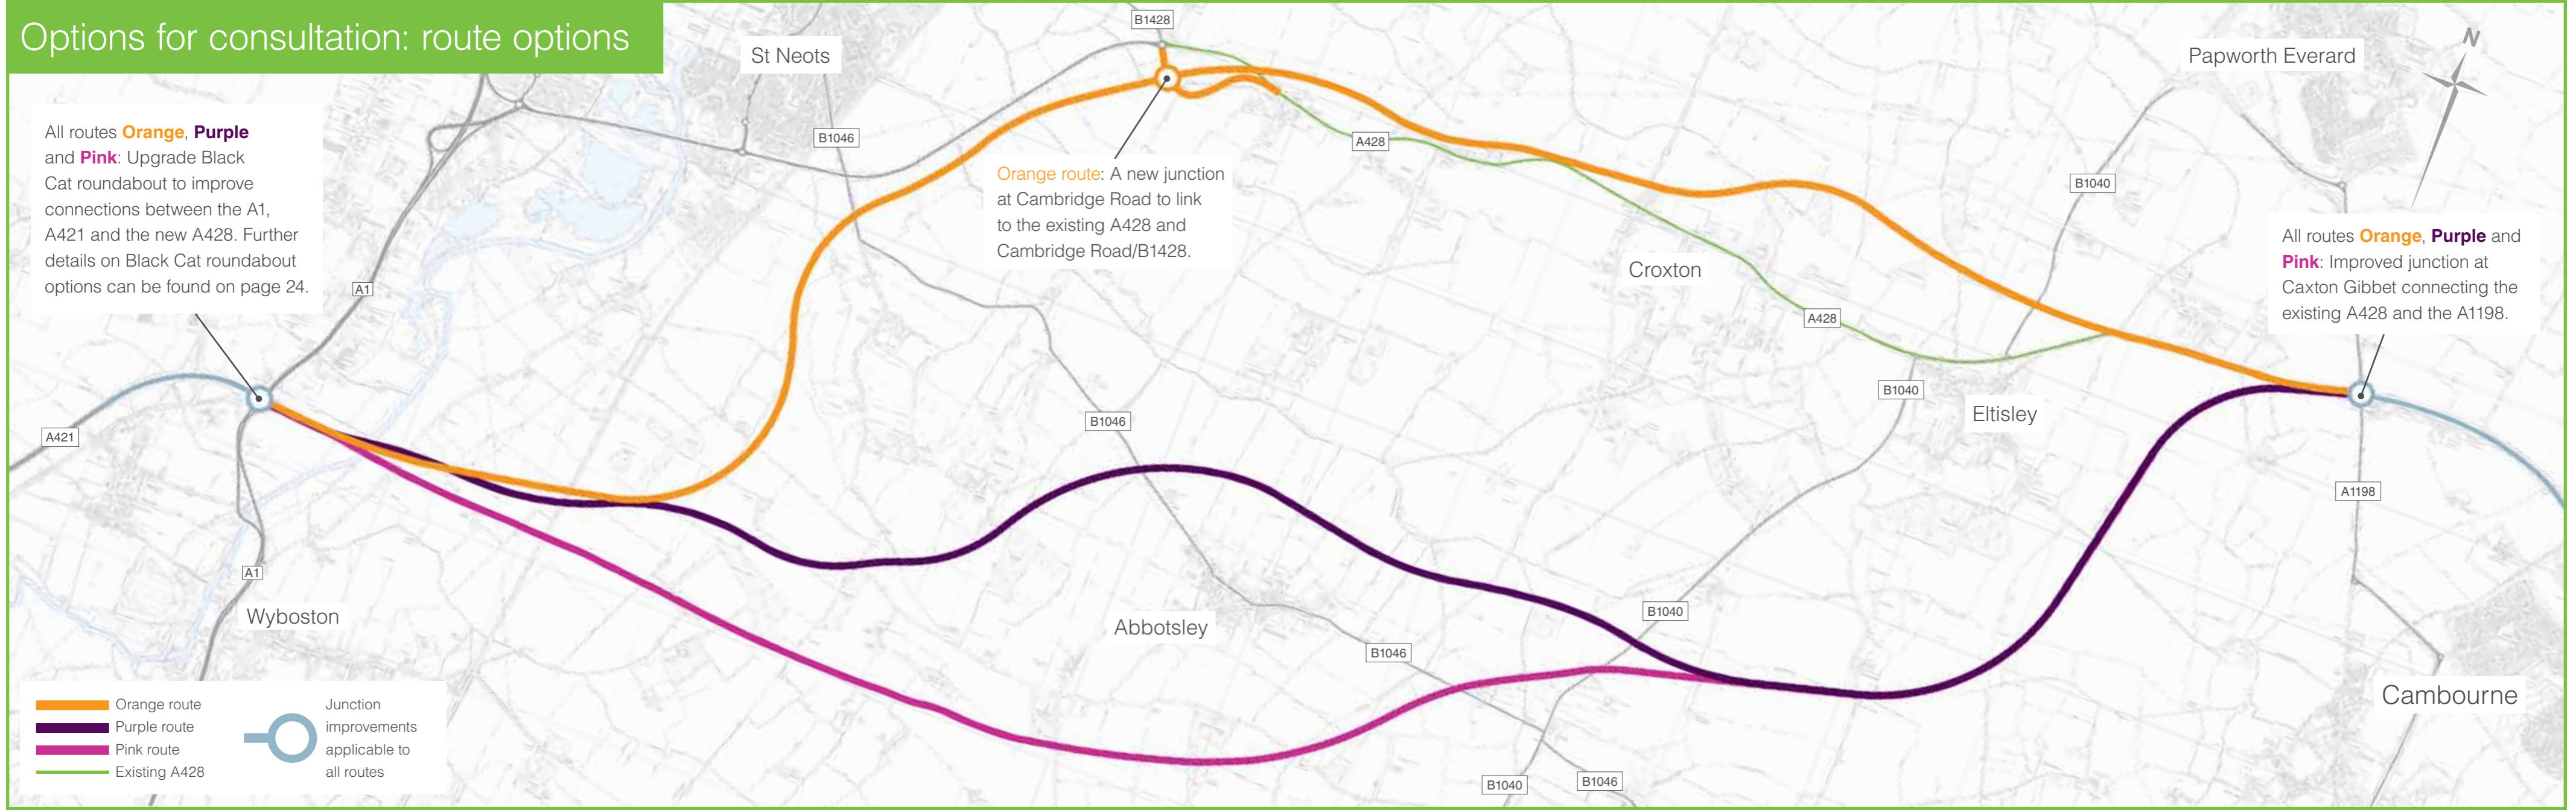 Options for consultation: route options
B1428
St Neots
Papworth Everard
N
All routes Orange, Purple
and Pink: Upgrade Black
Cat roundabout to improve
connections between the A1,
A421 and the new A428. Further
details on Black Cat roundabout
options can be found on page 24.
B1046
A428
Orange route: A new junction
at Cambridge Road to link
to the existing A428 and
Cambridge Road/B1428.
B1040
All routes Orange, Purple and
Pink: Improved junction at
Caxton Gibbet connecting the
existing A428 and the A1198.
Croxton
A1
A428
B1040
Eltisley
B1046
A421
A1198
A1
Wyboston
Abbotsley
B1040
B1046
Cambourne
Orange route
Purple route
Pink route
Existing A428
Junction
improvements
applicable to
all routes
B1040
B1046